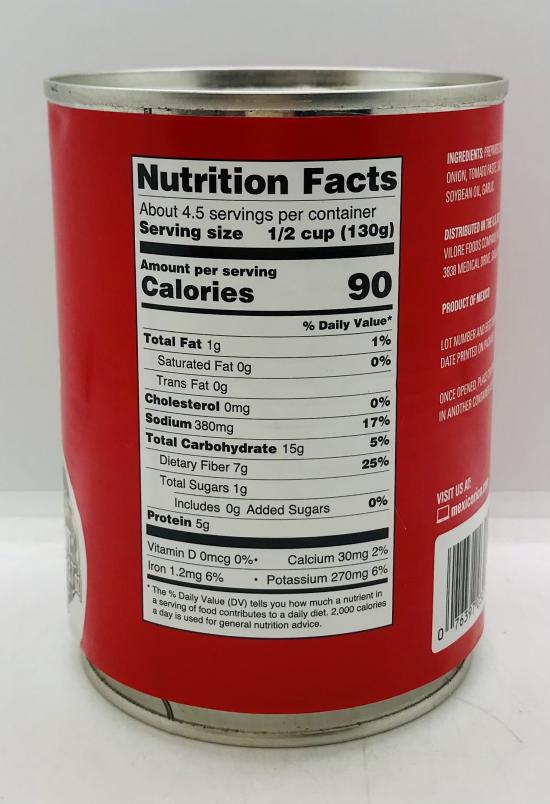 Nutrition Facts
About 4.5 servings per container
Serving size 1/2 cup (130g)
Amount per serving
Calories 90
% Daily Value*
Total Fat 1g 1%
Saturated Fat 0g 0%
Trans Fat 0g
Cholesterol 0mg 0%
Sodium 380mg 17%
Total Carbohydrate 15g 5%
Dietary Fiber 7g 25%
Total Sugars 1g
Includes 0g Added Sugars 0%
Protein 5g
Vitamin D 0mcg 0% • Calcium 30mg 2%
Iron 1.2mg 6% • Potassium 270mg 6%
* The % Daily Value (DV) tells you how much a nutrient in
a serving of food contributes to a daily diet. 2,000 calories
a day is used for general nutrition advice.
INGREDIENTS:
ONION, TOMATO PASTE,
SOYBEAN OIL, GARLIC
DISTRIBUTED IN THE
VILORE FOODS
3838 MEDICAL DRIVE,
PRODUCT OF MEXICO
LOT NUMBER AND
DATE PRINTED ON
ONCE OPENED,
IN ANOTHER
VISIT US AT:
0